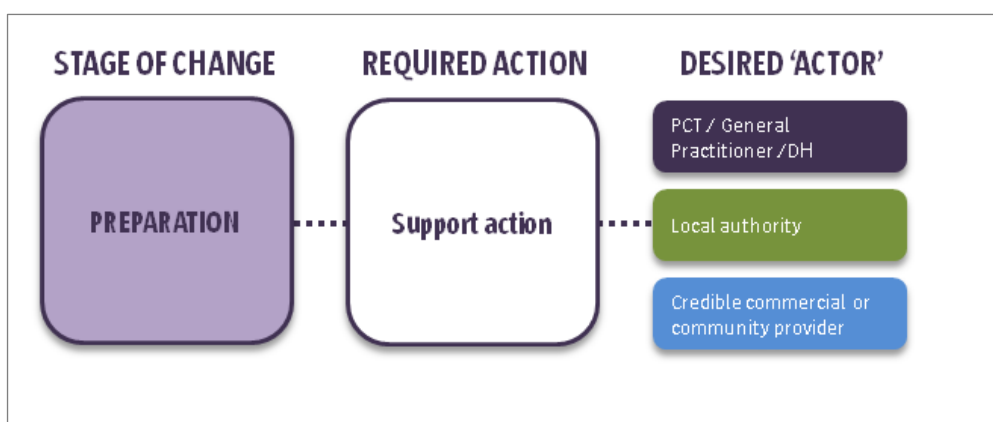 STAGE OF CHANGE
REQUIRED ACTION
DESIRED ‘ACTOR’
PREPARATION
Support action
PCT / General
Practitioner /DH
Local authority
Credible commercial or
community provider